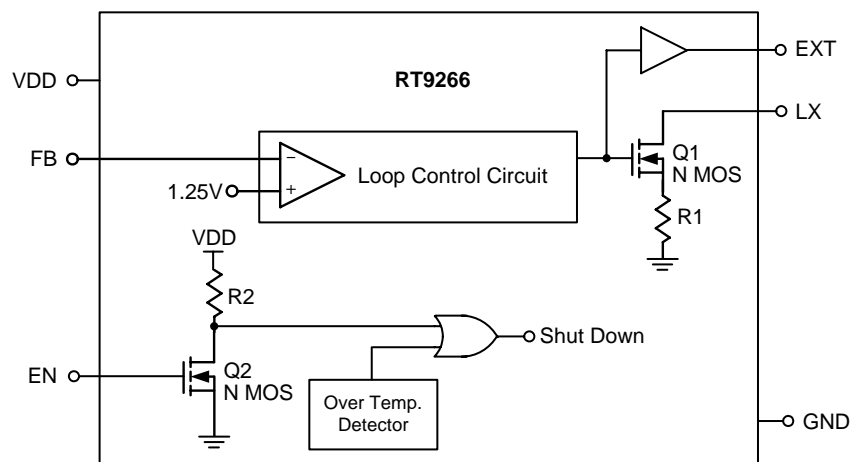 EXT
VDD
RT9266
LX
FB
−
Loop Control Circuit
Q1
N MOS
1.25V
+
R1
VDD
R2
Shut Down
EN
Q2
N MOS
Over Temp.
Detector
GND